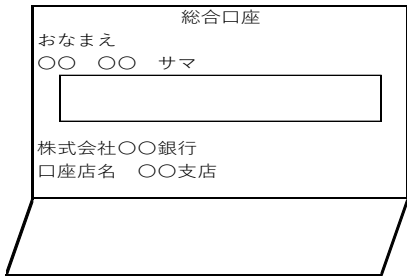 総合口座
おなまえ
○○　○○　サマ
株式会社○○銀行
口座店名　○○支店